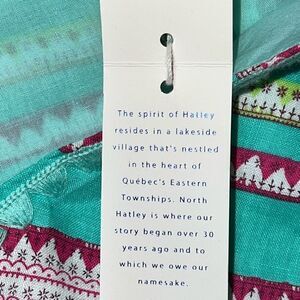 The spirit of Hatley
resides in a lakeside
village that's nestled
in the heart of
Québec's Eastern
Townships. North
Hatley is where our
story began over 30
years ago and to
which we owe our
namesake.